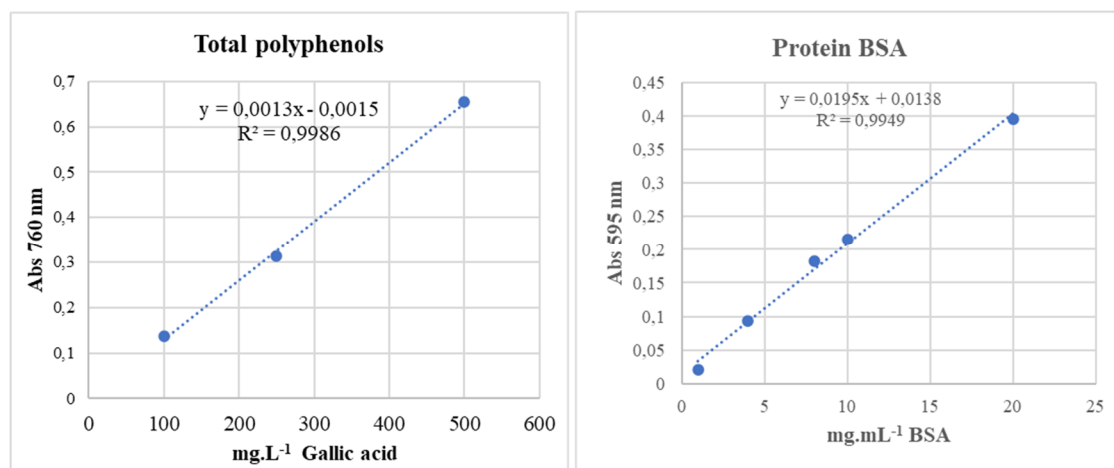 Total polyphenols
0,7
0,6
0,5
0,4
0,3
0,2
0,1
0
y = 0,0013x - 0,0015
R² = 0,9986
Abs 760 nm
0 100 200 300 400 500 600
mg.L⁻¹ Gallic acid
Protein BSA
0,45
0,4
0,35
0,3
0,25
0,2
0,15
0,1
0,05
0
y = 0,0195x + 0,0138
R² = 0,9949
Abs 595 nm
0 5 10 15 20 25
mg.mL⁻¹ BSA